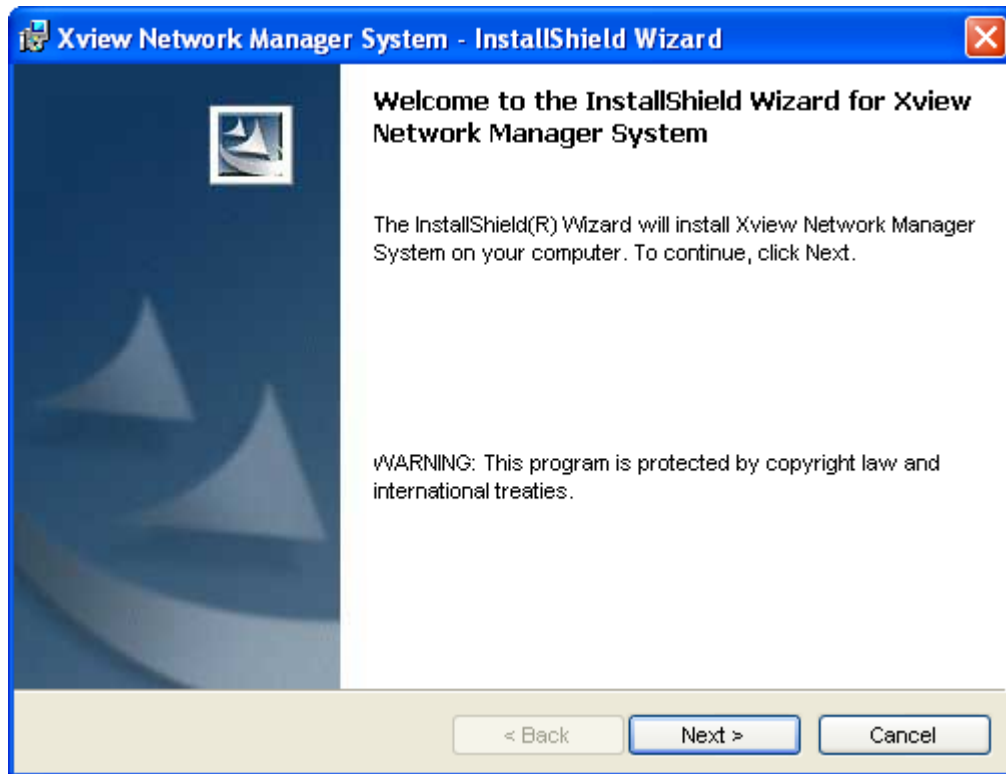 Xview Network Manager System - InstallShield Wizard
Welcome to the InstallShield Wizard for Xview
Network Manager System
The InstallShield(R) Wizard will install Xview Network Manager
System on your computer. To continue, click Next.
WARNING: This program is protected by copyright law and
international treaties.
< Back
Next >
Cancel